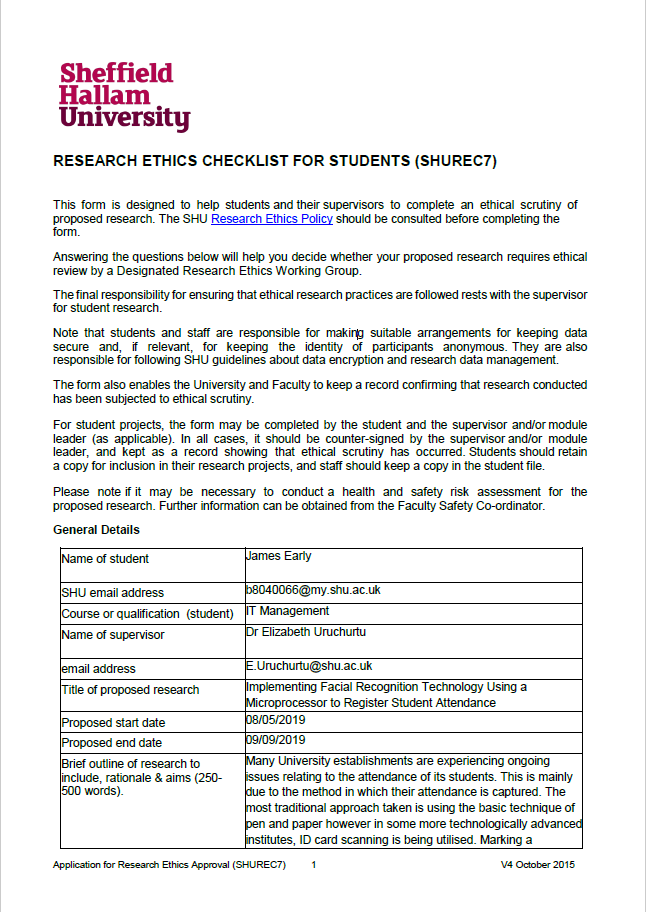 Sheffield
Hallam
University
RESEARCH ETHICS CHECKLIST FOR STUDENTS (SHUREC7)
This form is designed to help students and their supervisors to complete an ethical scrutiny of
proposed research. The SHU Research Ethics Policy should be consulted before completing the
form.
Answering the questions below will help you decide whether your proposed research requires ethical
review by a Designated Research Ethics Working Group.
The final responsibility for ensuring that ethical research practices are followed rests with the supervisor
for student research.
Note that students and staff are responsible for making suitable arrangements for keeping data
secure and, if relevant, for keeping the identity of participants anonymous. They are also
responsible for following SHU guidelines about data encryption and research data management.
The form also enables the University and Faculty to keep a record confirming that research conducted
has been subjected to ethical scrutiny.
For student projects, the form may be completed by the student and the supervisor and/or module
leader (as applicable). In all cases, it should be counter-signed by the supervisor and/or module
leader, and kept as a record showing that ethical scrutiny has occurred. Students should retain
a copy for inclusion in their research projects, and staff should keep a copy in the student file.
Please note if it may be necessary to conduct a health and safety risk assessment for the
proposed research. Further information can be obtained from the Faculty Safety Co-ordinator.
General Details
Name of student James Early
SHU email address b8040066@my.shu.ac.uk
Course or qualification (student) IT Management
Name of supervisor Dr Elizabeth Uruchurtu
email address E.Uruchurtu@shu.ac.uk
Title of proposed research Implementing Facial Recognition Technology Using a
Microprocessor to Register Student Attendance
Proposed start date 08/05/2019
Proposed end date 09/09/2019
Brief outline of research to
include, rationale & aims (250-
500 words).
Many University establishments are experiencing ongoing
issues relating to the attendance of its students. This is mainly
due to the method in which their attendance is captured. The
most traditional approach taken is using the basic technique of
pen and paper however in some more technologically advanced
institutes, ID card scanning is being utilised. Marking a
Application for Research Ethics Approval (SHUREC7) 1 V4 October 2015